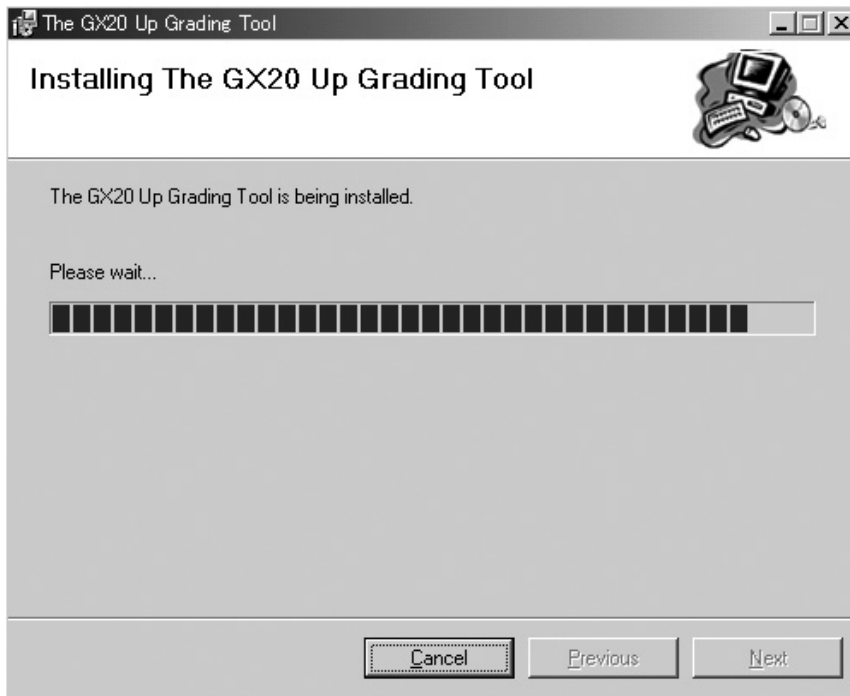 The GX20 Up Grading Tool
Installing The GX20 Up Grading Tool
The GX20 Up Grading Tool is being installed.
Please wait...
Cancel
Previous
Next